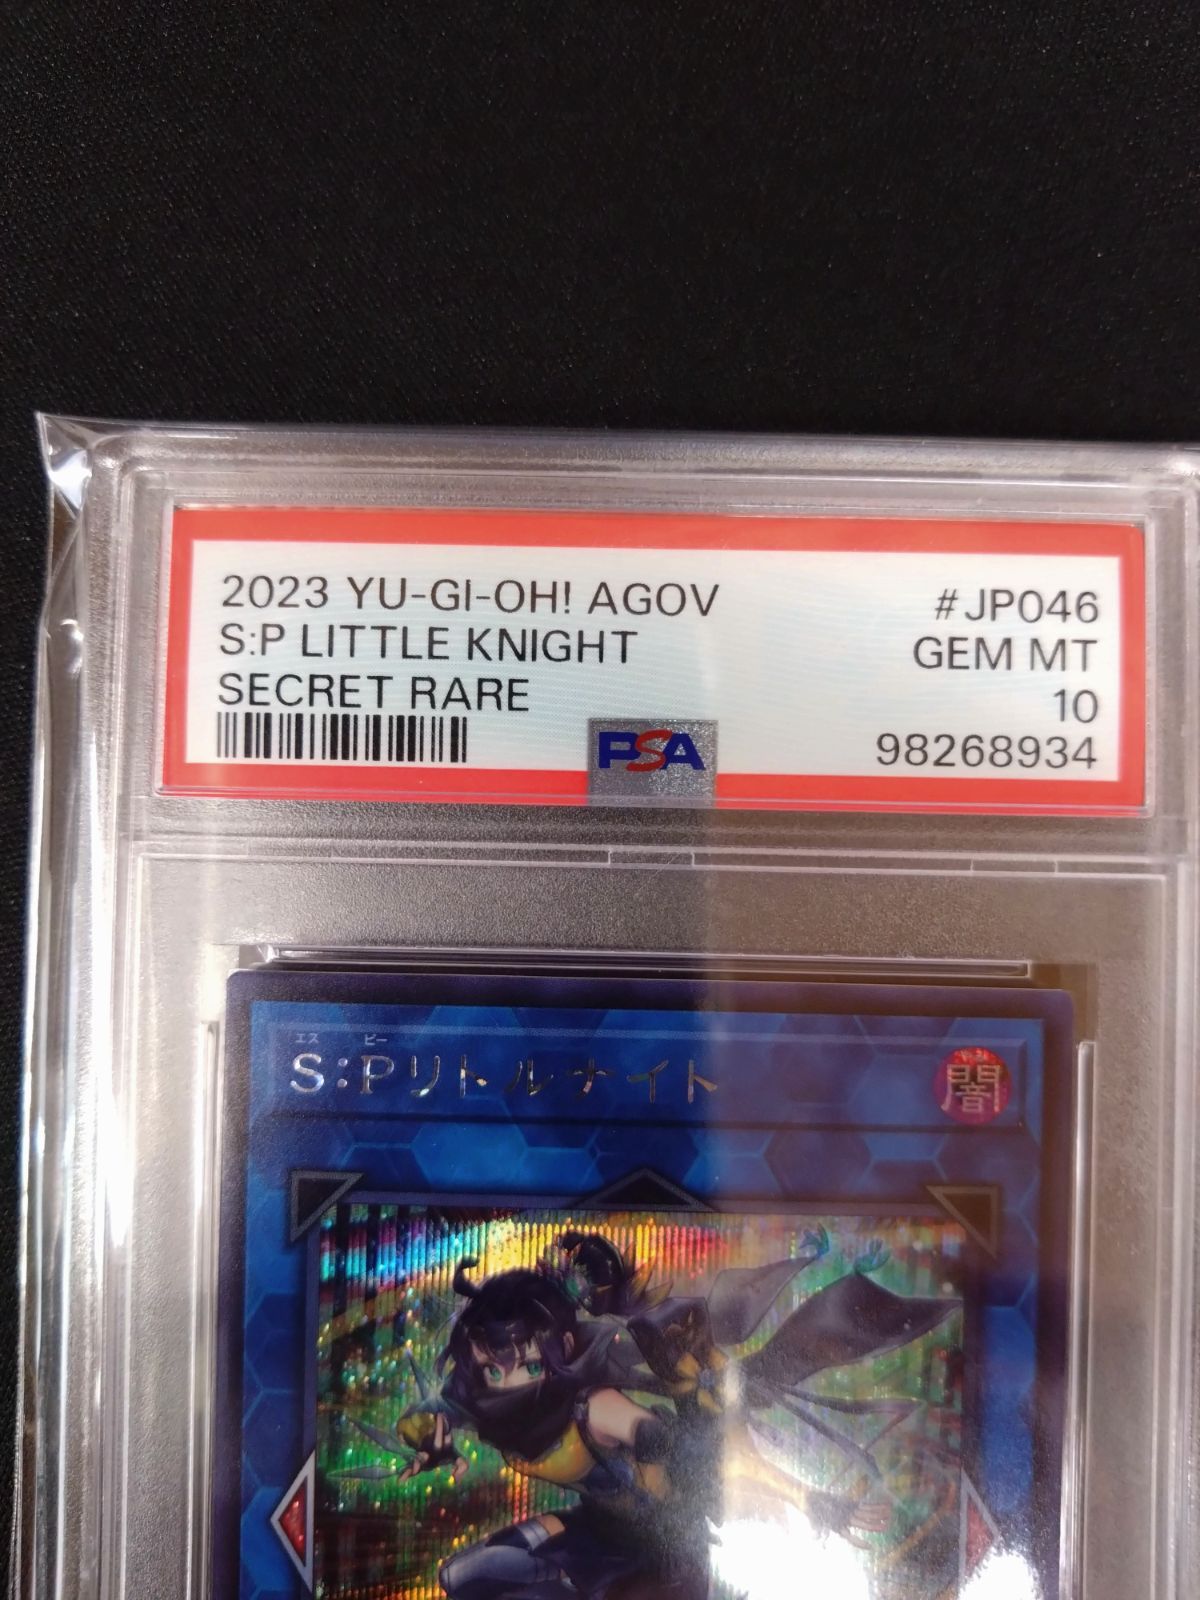 2023 YU-GI-OH! AGOV
#JP046
S:P LITTLE KNIGHT
GEM MT
SECRET RARE
10
PSA
98268934
エス ピー
S:Pリトルナイト
闇